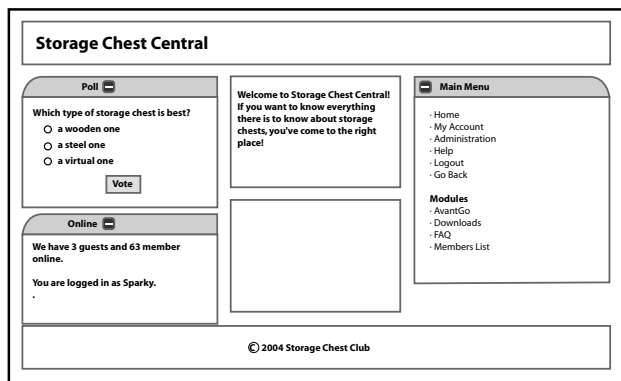 Storage Chest Central
Poll
Which type of storage chest is best?
a wooden one
a steel one
a virtual one
Vote
Online
We have 3 guests and 63 member
online.
You are logged in as Sparky.
.
Welcome to Storage Chest Central!
If you want to know everything
there is to know about storage
chests, you've come to the right
place!
Main Menu
· Home
· My Account
· Administration
· Help
· Logout
· Go Back
Modules
· AvantGo
· Downloads
· FAQ
· Members List
© 2004 Storage Chest Club